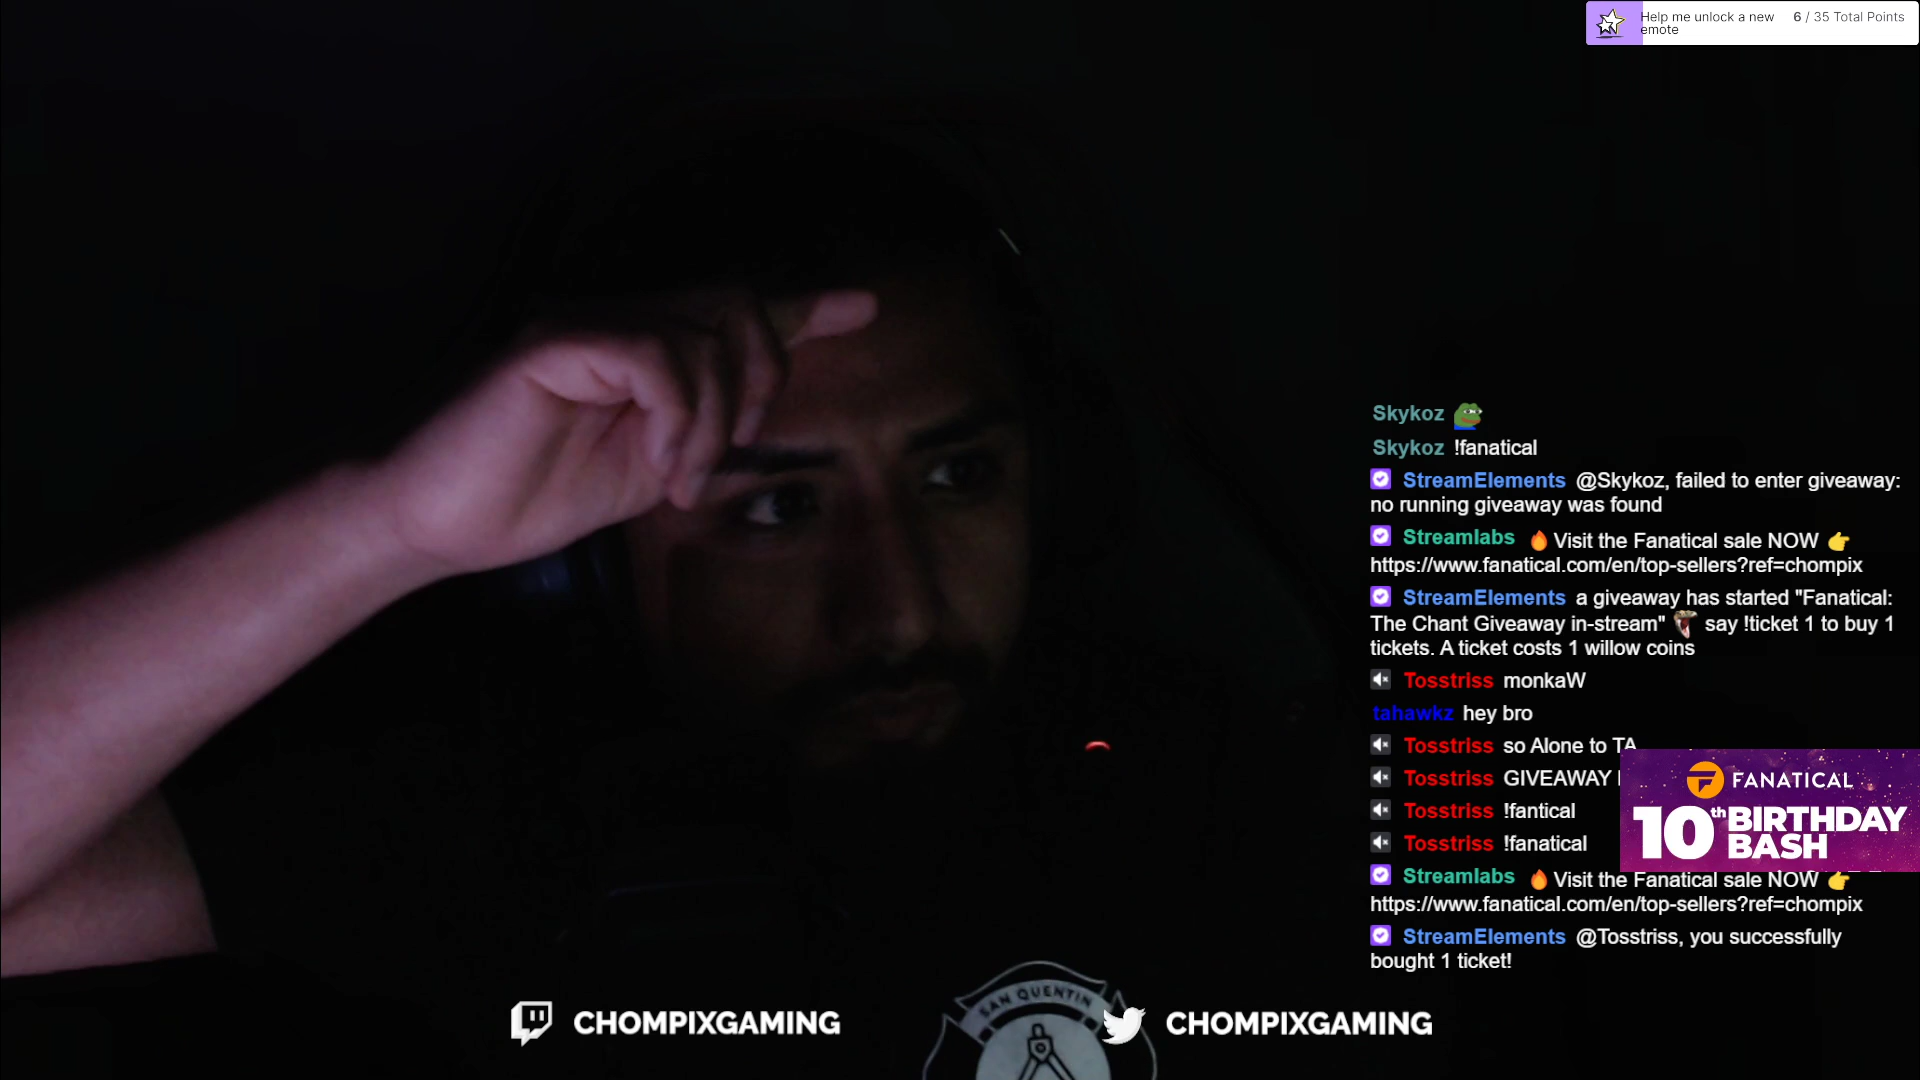 Help me unlock a new
emote
6 / 35 Total Points
Skykoz
Skykoz !fanatical
StreamElements @Skykoz, failed to enter giveaway:
no running giveaway was found
Streamlabs 🔥 Visit the Fanatical sale NOW 👉
https://www.fanatical.com/en/top-sellers?ref=chompix
StreamElements a giveaway has started "Fanatical:
The Chant Giveaway in-stream" say !ticket 1 to buy 1
tickets. A ticket costs 1 willow coins
Tosstriss monkaW
tahawkz hey bro
Tosstriss so Alone to TA
Tosstriss GIVEAWAY
Tosstriss !fantical
Tosstriss !fanatical
FANATICAL
10th BIRTHDAY
BASH
Streamlabs 🔥 Visit the Fanatical sale NOW 👉
https://www.fanatical.com/en/top-sellers?ref=chompix
StreamElements @Tosstriss, you successfully
bought 1 ticket!
SAN QUENTIN
CHOMPIXGAMING
CHOMPIXGAMING